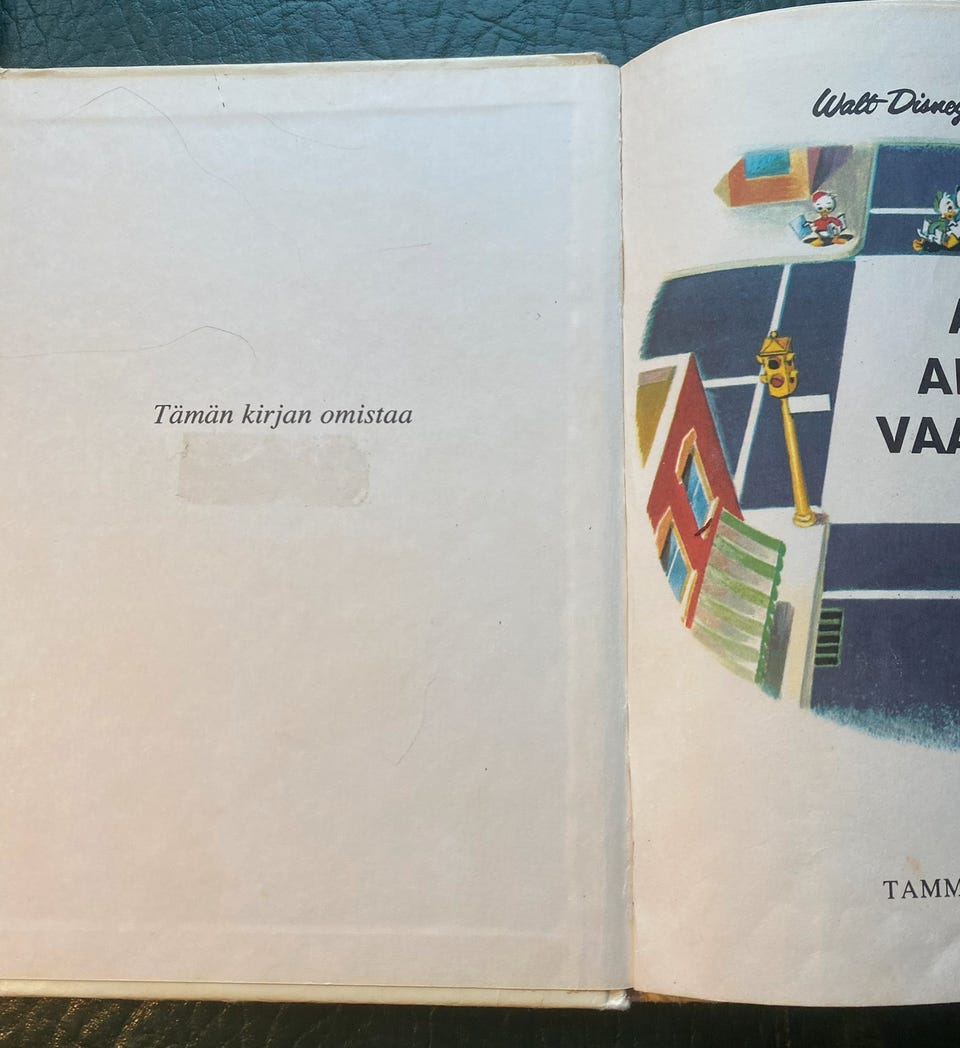 Tämän kirjan omistaa
Walt Disney
A
A
VAA
TAMM